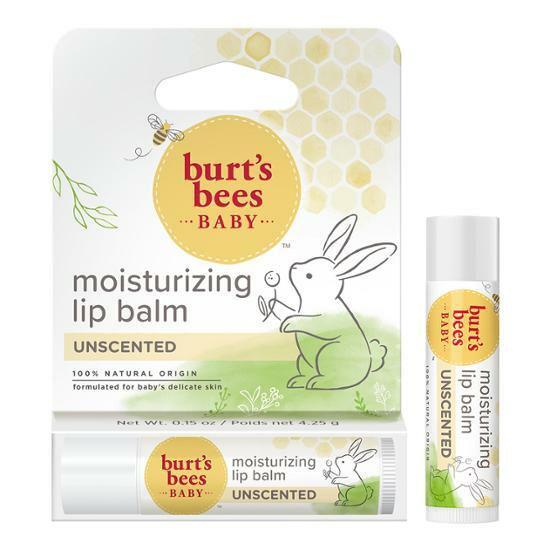 burt's
bees
BABY
™
moisturizing
lip balm
UNSCENTED
100% NATURAL ORIGIN
formulated for baby's delicate skin
Net Wt. 0.15 oz / Poids net 4.25 g
burt's
bees
BABY
moisturizing
lip balm
UNSCENTED
burt's
bees
BABY
moisturizing
lip balm
UNSCENTED
100% NATURAL ORIGIN